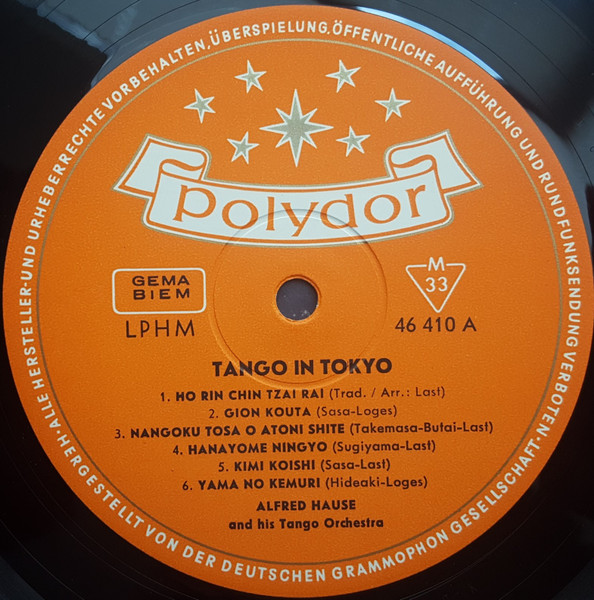 ALLE HERSTELLER-UND URHEBERRECHTE VORBEHALTEN, ÜBERSPIELUNG, ÖFFENTLICHE AUFFÜHRUNG UND RUNDFUNKSENDUNG VERBOTEN·
polydor
GEMA
BIEM
LPHM
M
33
46 410 A
TANGO IN TOKYO
1. HO RIN CHIN TZAI RAI (Trad. / Arr.: Last)
2. GION KOUTA (Sasa-Loges)
3. NANGOKU TOSA O ATONI SHITE (Takemasa-Butai-Last)
4. HANAYOME NINGYO (Sugiyama-Last)
5. KIMI KOISHI (Sasa-Last)
6. YAMA NO KEMURI (Hideaki-Loges)
ALFRED HAUSE
and his Tango Orchestra
HERGESTELLT VON DER DEUTSCHEN GRAMMOPHON GESELLSCHAFT·